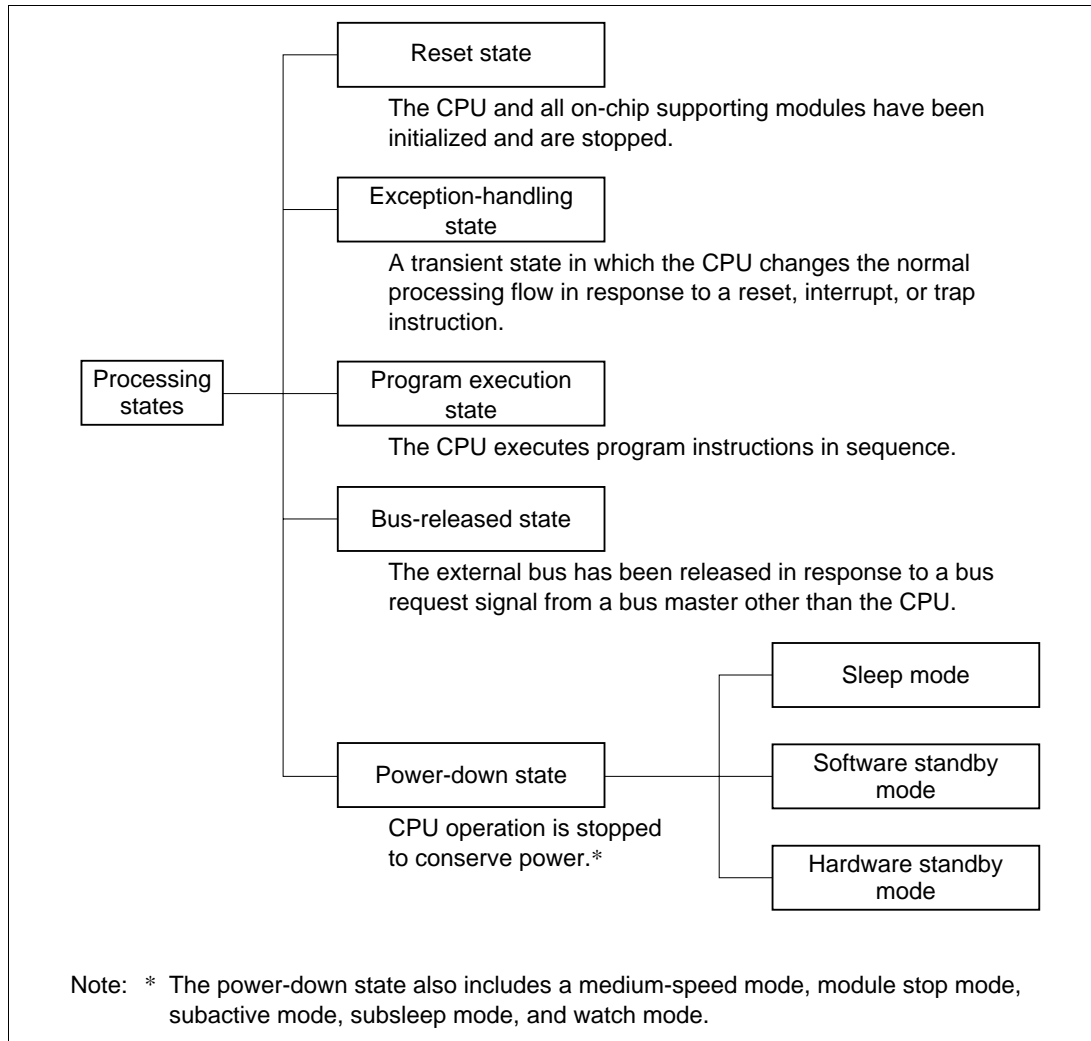 Reset state
The CPU and all on-chip supporting modules have been
initialized and are stopped.
Exception-handling
state
A transient state in which the CPU changes the normal
processing flow in response to a reset, interrupt, or trap
instruction.
Processing
states
Program execution
state
The CPU executes program instructions in sequence.
Bus-released state
The external bus has been released in response to a bus
request signal from a bus master other than the CPU.
Power-down state
CPU operation is stopped
to conserve power.*
Sleep mode
Software standby
mode
Hardware standby
mode
Note: * The power-down state also includes a medium-speed mode, module stop mode,
subactive mode, subsleep mode, and watch mode.